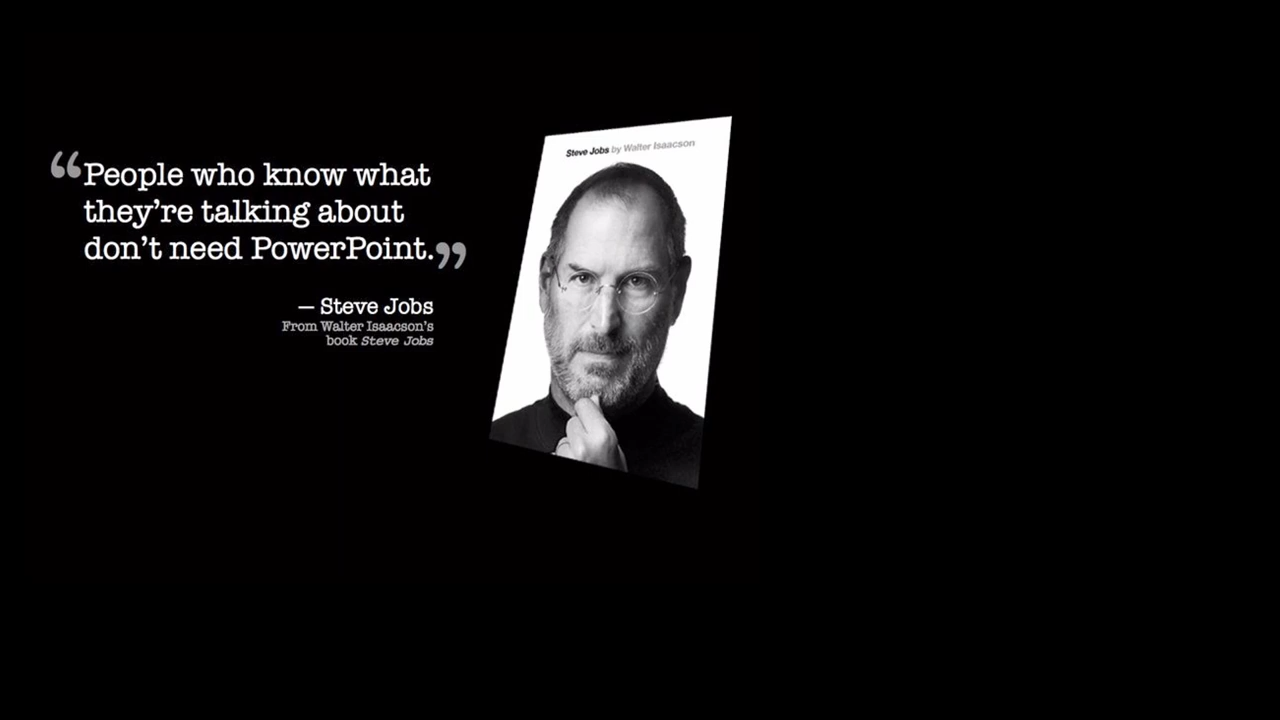 “People who know what
they’re talking about
don’t need PowerPoint.”
— Steve Jobs
From Walter Isaacson’s
book Steve Jobs
Steve Jobs by Walter Isaacson